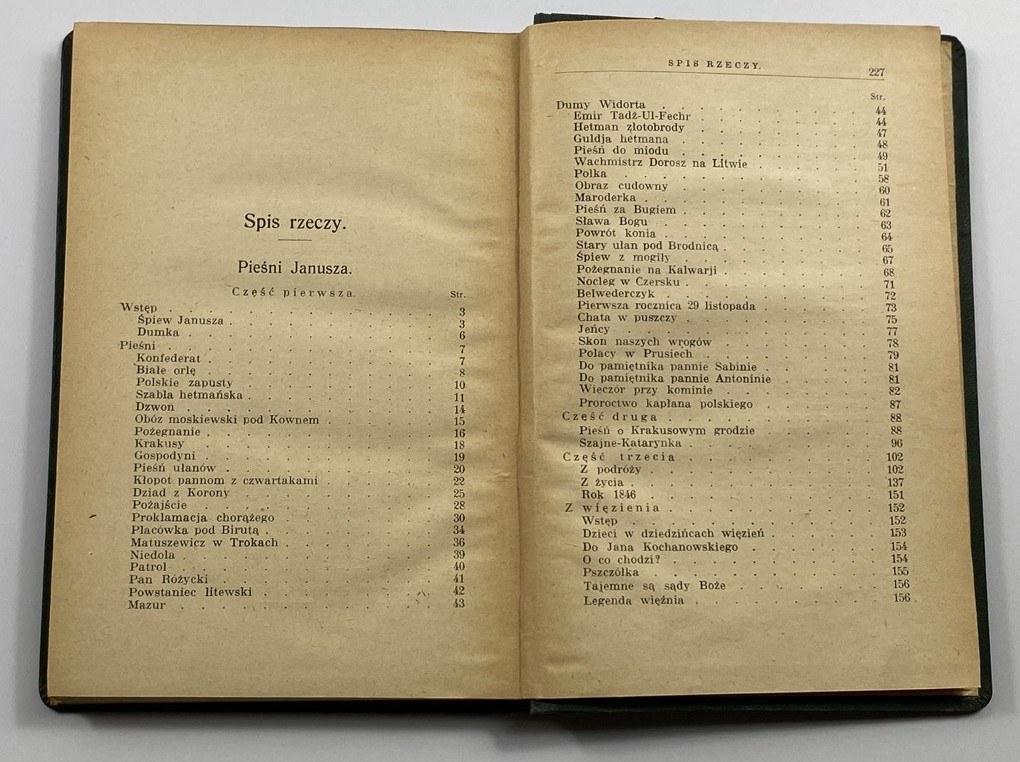 Spis rzeczy.
Pieśni Janusza.
Część pierwsza. Str.
Wstęp . . . 3
Śpiew Janusza . . . 3
Dumka . . . 6
Pieśni . . . 7
Konfederat . . . 7
Białe orlę . . . 8
Polskie zapusty . . . 10
Szabla hetmańska . . . 11
Dzwon . . . 14
Obóz moskiewski pod Kownem . . . 15
Pożegnanie . . . 16
Krakusy . . . 18
Gospodyni . . . 19
Pieśń ułanów . . . 20
Kłopot pannom z czwartakami . . . 22
Dziad z Korony . . . 25
Pożajście . . . 28
Proklamacja chorążego . . . 30
Placówka pod Birutą . . . 34
Matuszewicz w Trokach . . . 36
Niedola . . . 39
Patrol . . . 40
Pan Różycki . . . 41
Powstaniec litewski . . . 42
Mazur . . . 43
SPIS RZECZY. 227
Str.
Dumy Widorta . . . 44
Emir Tadż-Ul-Fechr . . . 44
Hetman złotobrody . . . 47
Guldja hetmana . . . 48
Pieśń do miodu . . . 49
Wachmistrz Dorosz na Litwie . . . 51
Polka . . . 58
Obraz cudowny . . . 60
Maroderka . . . 61
Pieśń za Bugiem . . . 62
Sława Bogu . . . 63
Powrót konia . . . 64
Stary ułan pod Brodnicą . . . 65
Śpiew z mogiły . . . 67
Pożegnanie na Kalwarji . . . 68
Nocleg w Czersku . . . 71
Belwederczyk . . . 72
Pierwsza rocznica 29 listopada . . . 73
Chata w puszczy . . . 75
Jeńcy . . . 77
Skon naszych wrogów . . . 78
Polacy w Prusiech . . . 79
Do pamiętnika pannie Sabinie . . . 81
Do pamiętnika pannie Antoninie . . . 81
Wieczór przy kominie . . . 82
Proroctwo kapłana polskiego . . . 87
Część druga . . . 88
Pieśń o Krakusowym grodzie . . . 88
Szajne-Katarynka . . . 96
Część trzecia . . . 102
Z podróży . . . 102
Z życia . . . 137
Rok 1846 . . . 151
Z więzienia . . . 152
Wstęp . . . 152
Dzieci w dziedzińcach więzień . . . 153
Do Jana Kochanowskiego . . . 154
O co chodzi? . . . 154
Pszczółka . . . 155
Tajemne są sądy Boże . . . 156
Legenda więźnia . . . 156